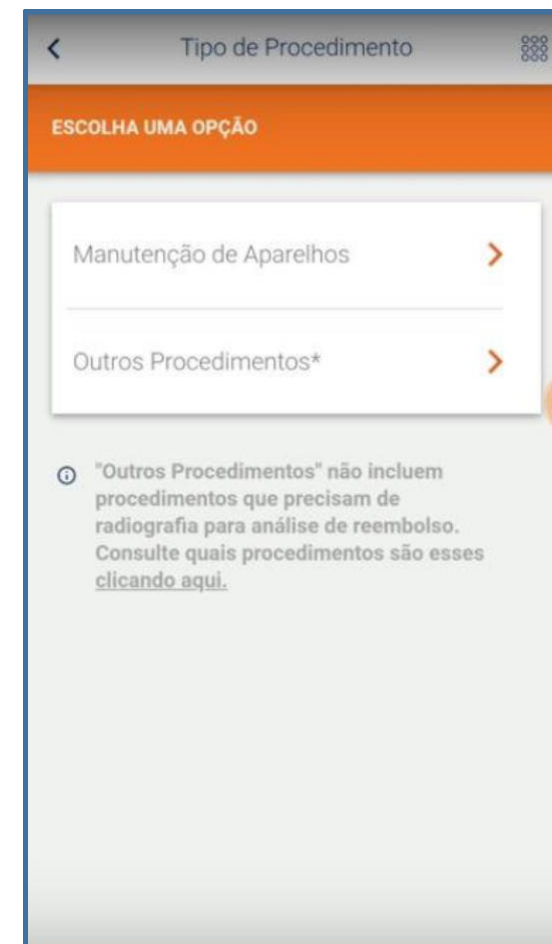 Tipo de Procedimento
ESCOLHA UMA OPÇÃO
Manutenção de Aparelhos
Outros Procedimentos*
"Outros Procedimentos" não incluem
procedimentos que precisam de
radiografia para análise de reembolso.
Consulte quais procedimentos são esses
clicando aqui.